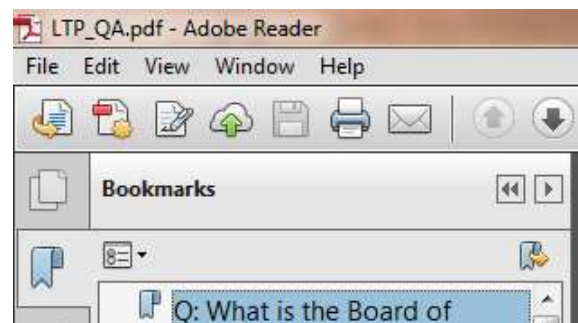 LTP_QA.pdf - Adobe Reader
File Edit View Window Help
Bookmarks
Q: What is the Board of